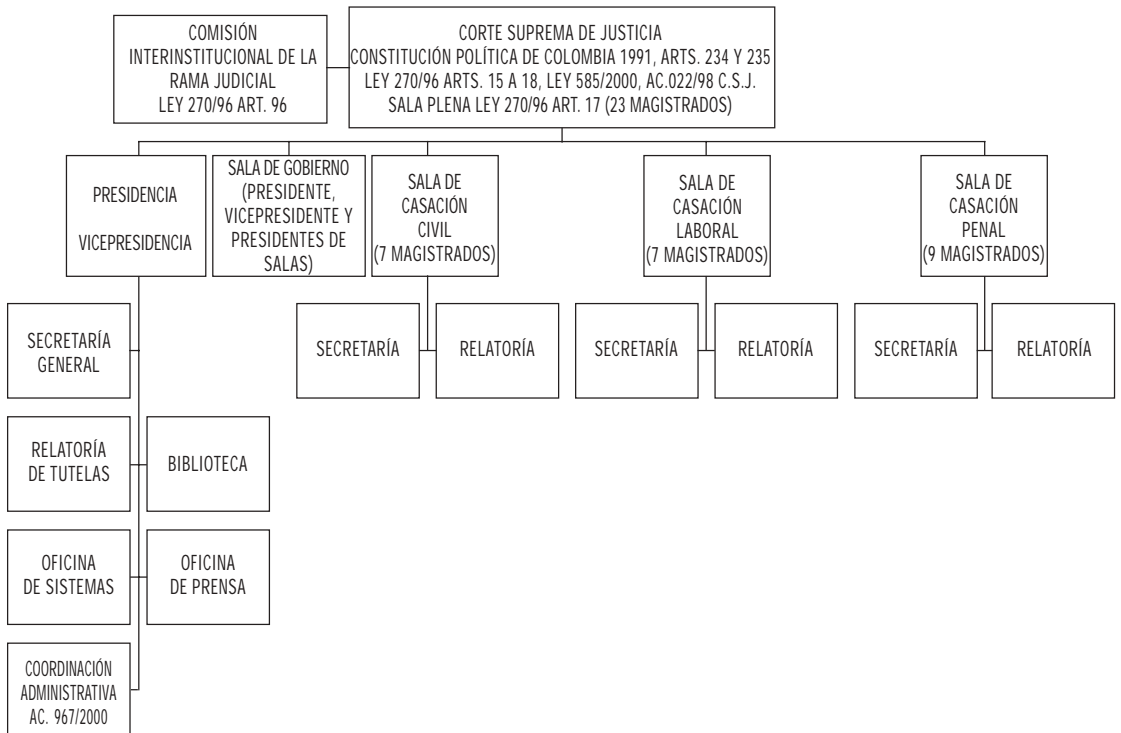 COMISIÓN
INTERINSTITUCIONAL DE LA
RAMA JUDICIAL
LEY 270/96 ART. 96
CORTE SUPREMA DE JUSTICIA
CONSTITUCIÓN POLÍTICA DE COLOMBIA 1991, ARTS. 234 Y 235
LEY 270/96 ARTS. 15 A 18, LEY 585/2000, AC.022/98 C.S.J.
SALA PLENA LEY 270/96 ART. 17 (23 MAGISTRADOS)
PRESIDENCIA
VICEPRESIDENCIA
SALA DE GOBIERNO
(PRESIDENTE,
VICEPRESIDENTE Y
PRESIDENTES DE
SALAS)
SALA DE
CASACIÓN
CIVIL
(7 MAGISTRADOS)
SALA DE
CASACIÓN
LABORAL
(7 MAGISTRADOS)
SALA DE
CASACIÓN
PENAL
(9 MAGISTRADOS)
SECRETARÍA
GENERAL
SECRETARÍA
RELATORÍA
SECRETARÍA
RELATORÍA
SECRETARÍA
RELATORÍA
RELATORÍA
DE TUTELAS
BIBLIOTECA
OFICINA
DE SISTEMAS
OFICINA
DE PRENSA
COORDINACIÓN
ADMINISTRATIVA
AC. 967/2000